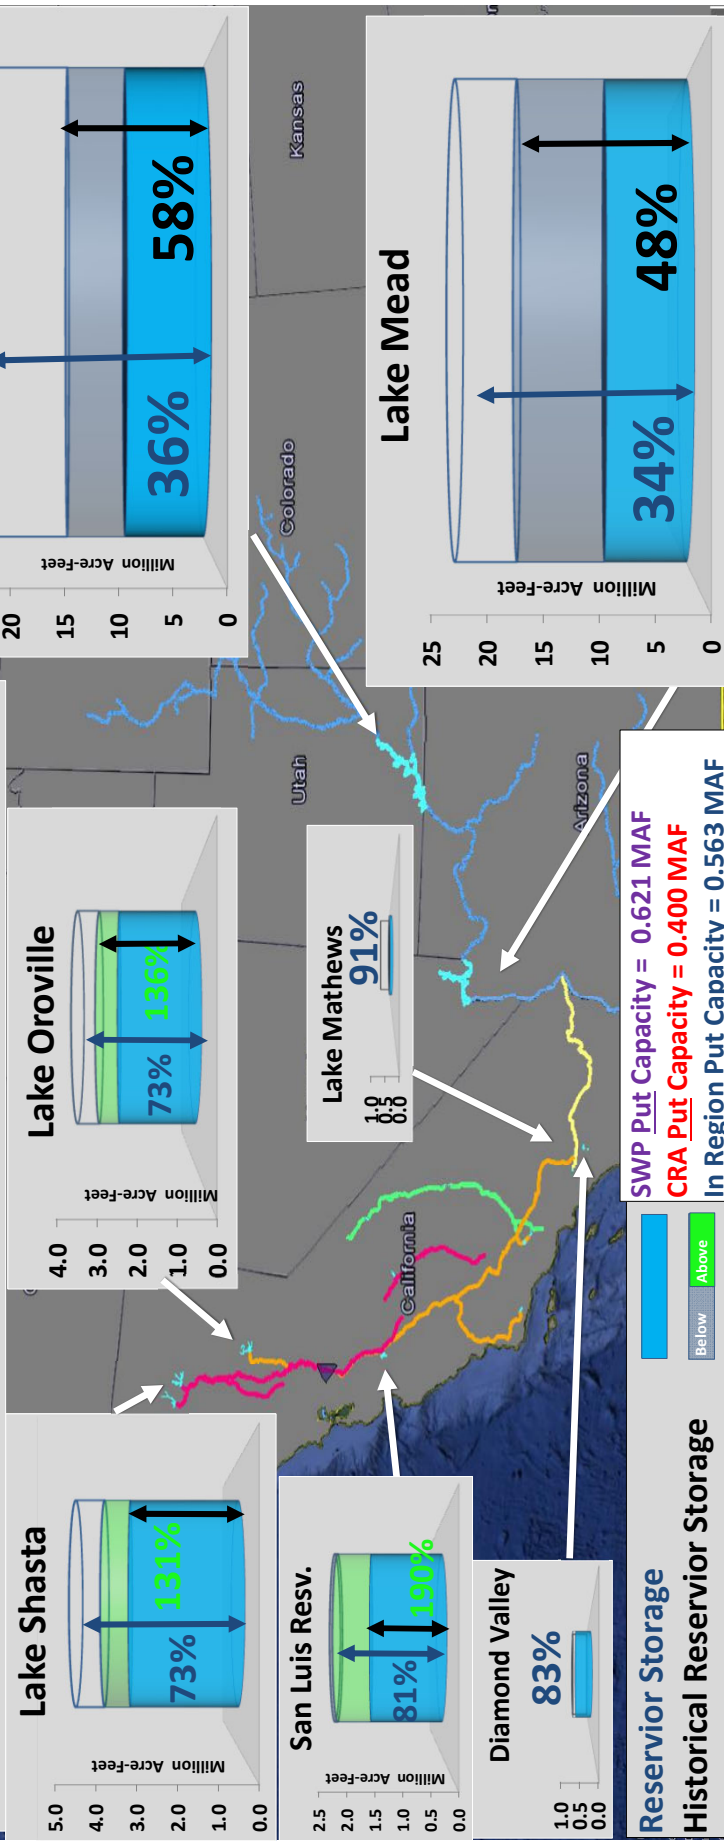 Lake Shasta
Million Acre-Feet
5.0
4.0
3.0
2.0
1.0
0.0
73%
131%
San Luis Resv.
Million Acre-Feet
2.5
2.0
1.5
1.0
0.5
0.0
81%
190%
Diamond Valley
83%
1.0
0.5
0.0
Reservior Storage
Historical Reservior Storage
Below
Above
Lake Oroville
Million Acre-Feet
4.0
3.0
2.0
1.0
0.0
73%
136%
California
Lake Mathews
91%
1.0
0.5
0.0
SWP Put Capacity = 0.621 MAF
CRA Put Capacity = 0.400 MAF
In Region Put Capacity = 0.563 MAF
Utah
Arizona
Million Acre-Feet
20
15
10
5
0
36%
58%
Colorado
Kansas
Lake Mead
Million Acre-Feet
25
20
15
10
5
0
34%
48%